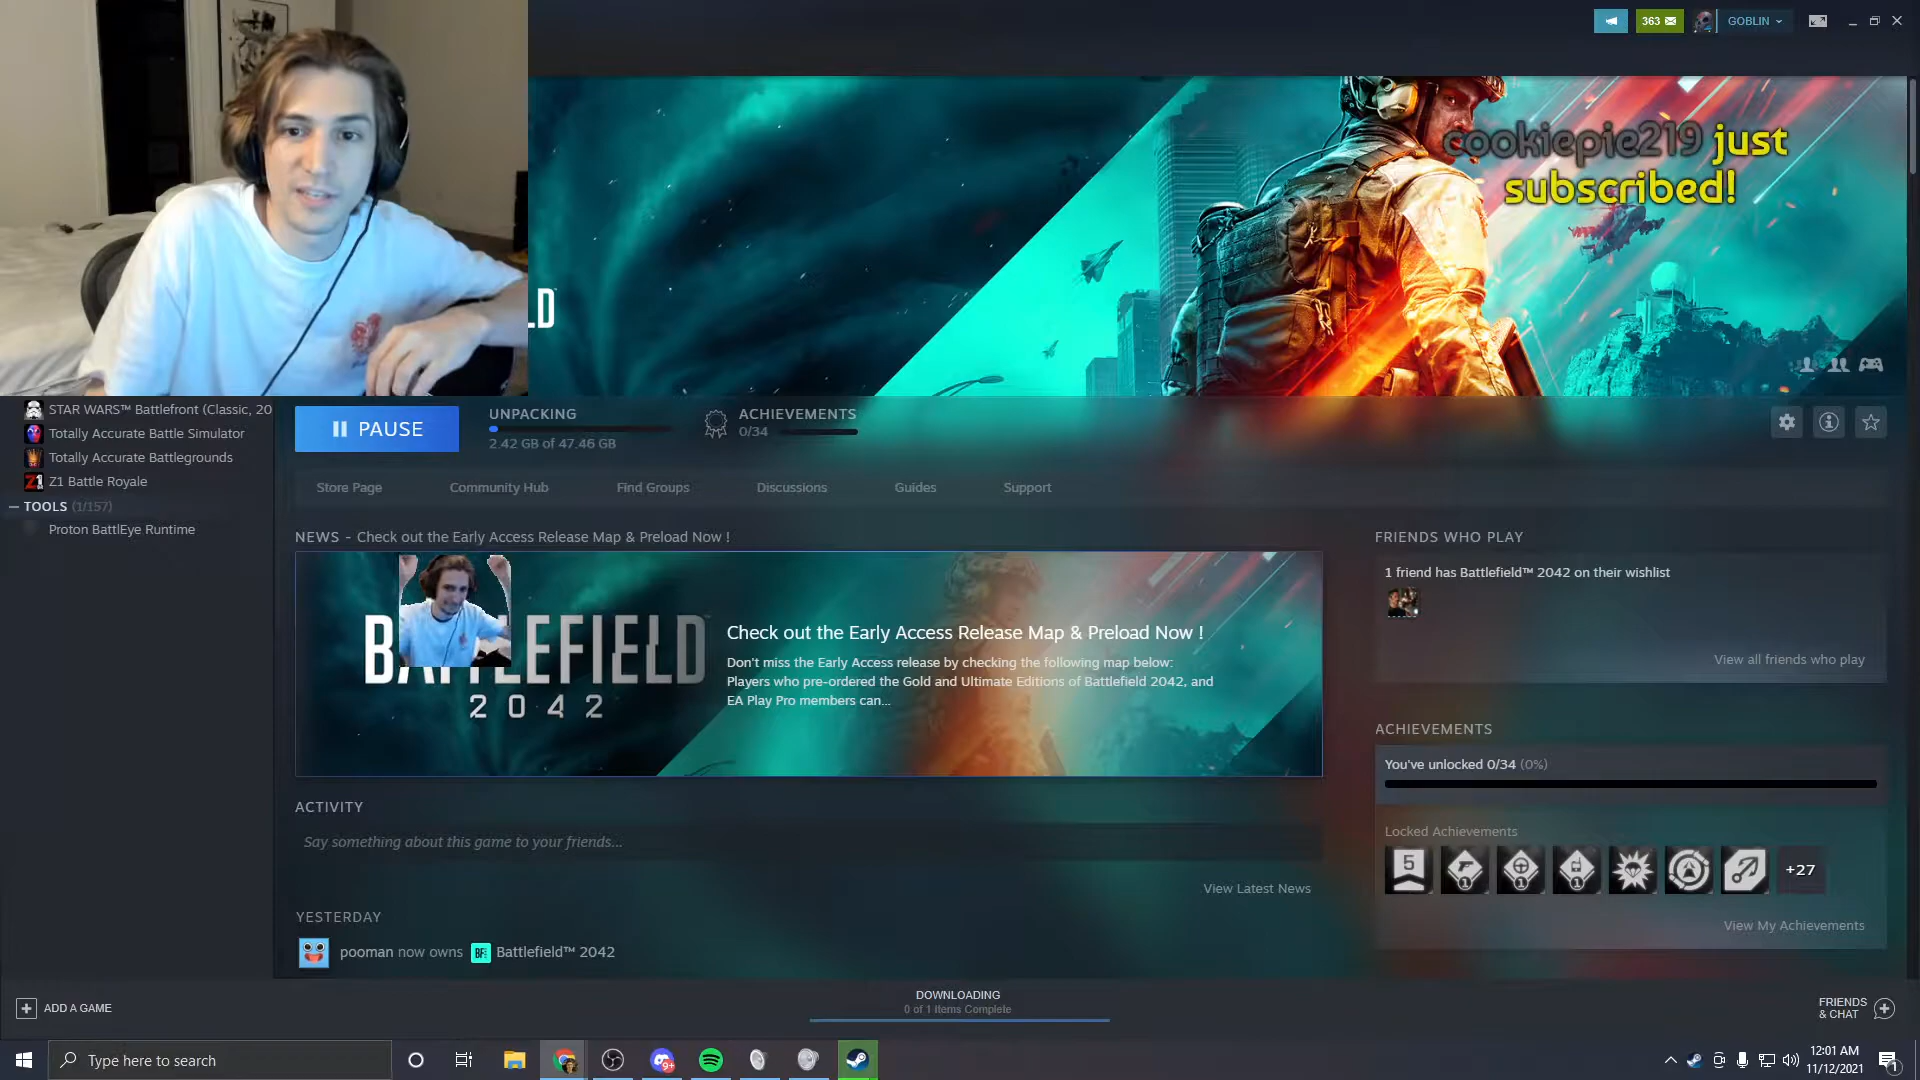 363
GOBLIN
cookiepie219 just
subscribed!
LD
STAR WARS™ Battlefront (Classic, 20
Totally Accurate Battle Simulator
Totally Accurate Battlegrounds
Z1 Battle Royale
TOOLS (1/157)
Proton BattlEye Runtime
PAUSE
UNPACKING
2.42 GB of 47.46 GB
ACHIEVEMENTS
0/34
Store Page
Community Hub
Find Groups
Discussions
Guides
Support
NEWS - Check out the Early Access Release Map & Preload Now !
2042
Check out the Early Access Release Map & Preload Now !
Don't miss the Early Access release by checking the following map below:
Players who pre-ordered the Gold and Ultimate Editions of Battlefield 2042, and
EA Play Pro members can...
ACTIVITY
Say something about this game to your friends...
View Latest News
YESTERDAY
pooman now owns BF Battlefield™ 2042
FRIENDS WHO PLAY
1 friend has Battlefield™ 2042 on their wishlist
View all friends who play
ACHIEVEMENTS
You've unlocked 0/34 (0%)
Locked Achievements
5
1
1
1
+27
View My Achievements
ADD A GAME
DOWNLOADING
0 of 1 Items Complete
FRIENDS
& CHAT
Type here to search
9+
12:01 AM
11/12/2021
1